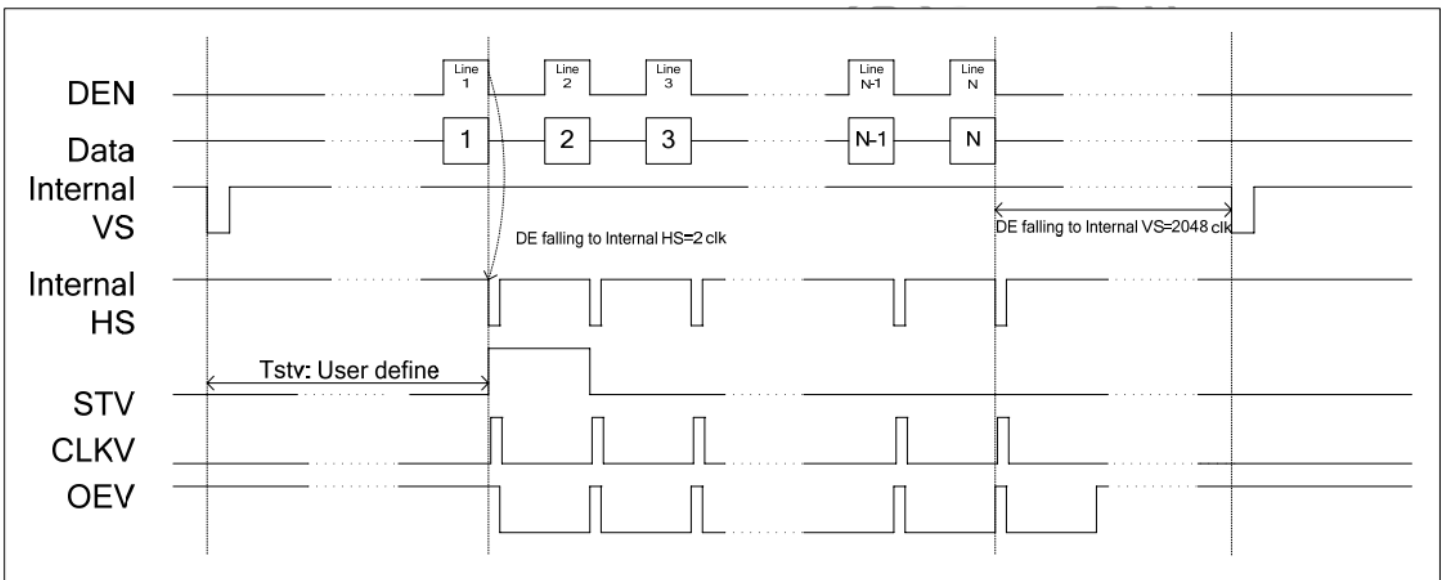 DEN
Line
1
Line
2
Line
3
Line
N-1
Line
N
Data
1
2
3
N-1
N
Internal
VS
DE falling to Internal HS=2 clk
DE falling to Internal VS=2048 clk
Internal
HS
Tstv: User define
STV
CLKV
OEV